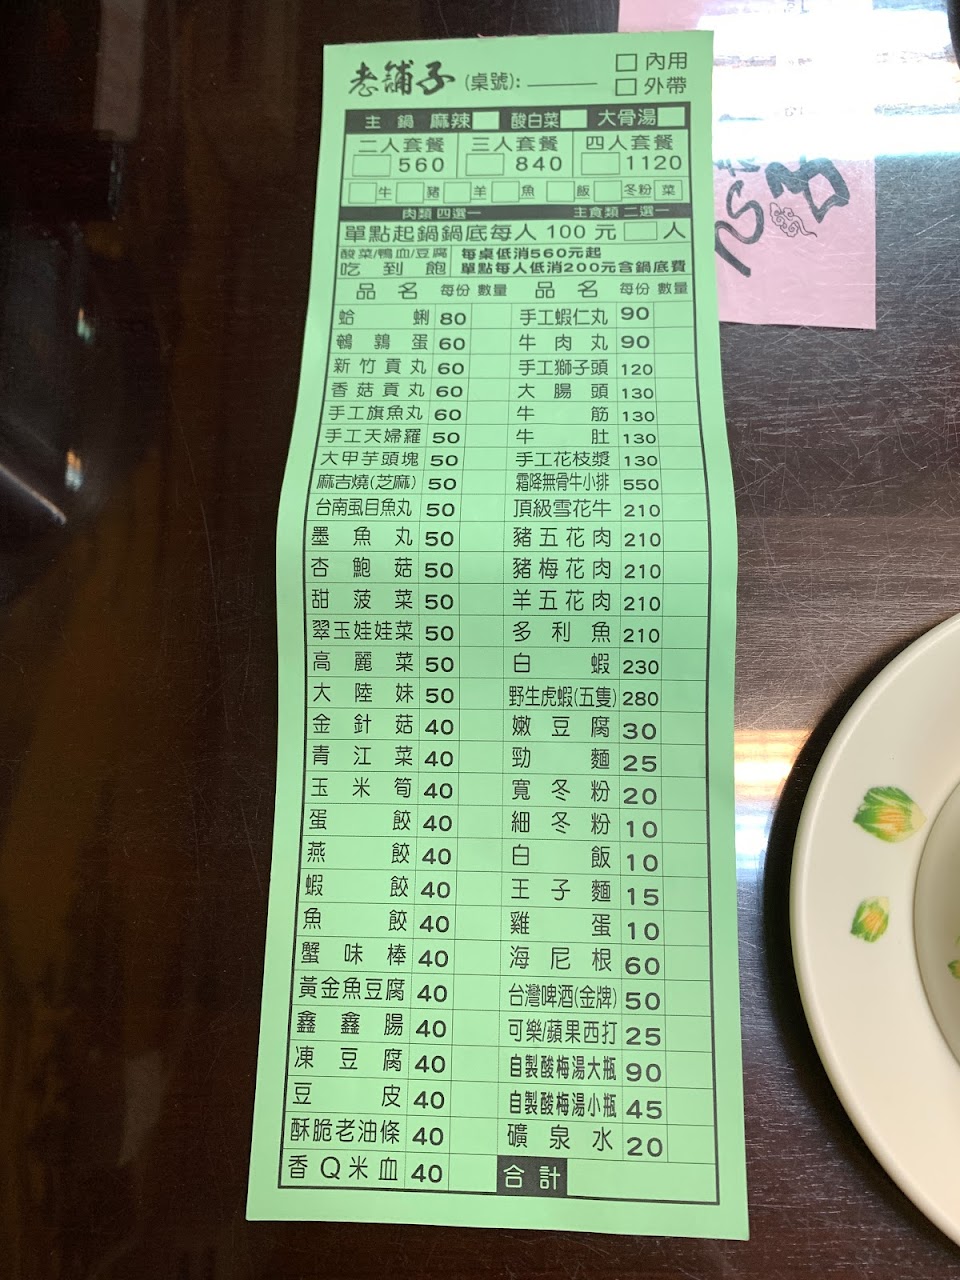 老舖子 (桌號): 內用
外帶
主鍋 麻辣 酸白菜 大骨湯
二人套餐 三人套餐 四人套餐
560 840 1120
牛 豬 羊 魚 飯 冬粉 菜
肉類 四選一 主食類 二選一
單點起鍋鍋底每人 100 元 人
酸菜/鴨血/豆腐 每桌低消560元起
吃到飽 單點每人低消200元含鍋底費
品名 每份 數量 品名 每份 數量
蛤蜊 80 手工蝦仁丸 90
鵪鶉蛋 60 牛肉丸 90
新竹貢丸 60 手工獅子頭 120
香菇貢丸 60 大腸頭 130
手工旗魚丸 60 牛筋 130
手工天婦羅 50 牛肚 130
大甲芋頭塊 50 手工花枝漿 130
麻吉燒(芝麻) 50 霜降無骨牛小排 550
台南虱目魚丸 50 頂級雪花牛 210
墨魚丸 50 豬五花肉 210
杏鮑菇 50 豬梅花肉 210
甜菠菜 50 羊五花肉 210
翠玉娃娃菜 50 多利魚 210
高麗菜 50 白蝦 230
大陸妹 50 野生虎蝦(五隻) 280
金針菇 40 嫩豆腐 30
青江菜 40 勁麵 25
玉米筍 40 寬冬粉 20
蛋餃 40 細冬粉 10
燕餃 40 白飯 10
蝦餃 40 王子麵 15
魚餃 40 雞蛋 10
蟹味棒 40 海尼根 60
黃金魚豆腐 40 台灣啤酒(金牌) 50
鑫鑫腸 40 可樂/蘋果西打 25
凍豆腐 40 自製酸梅湯大瓶 90
豆皮 40 自製酸梅湯小瓶 45
酥脆老油條 40 礦泉水 20
香Q米血 40 合計